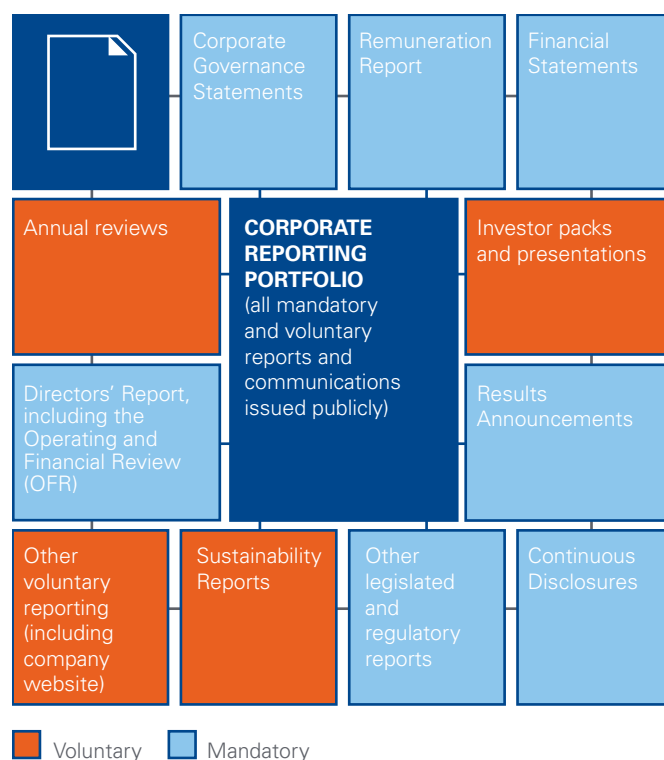 Corporate
Governance
Statements
Remuneration
Report
Financial
Statements
Annual reviews
CORPORATE
REPORTING
PORTFOLIO
(all mandatory
and voluntary
reports and
communications
issued publicly)
Investor packs
and presentations
Directors' Report,
including the
Operating and
Financial Review
(OFR)
Results
Announcements
Other
voluntary
reporting
(including
company
website)
Sustainability
Reports
Other
legislated
and
regulatory
reports
Continuous
Disclosures
Voluntary
Mandatory